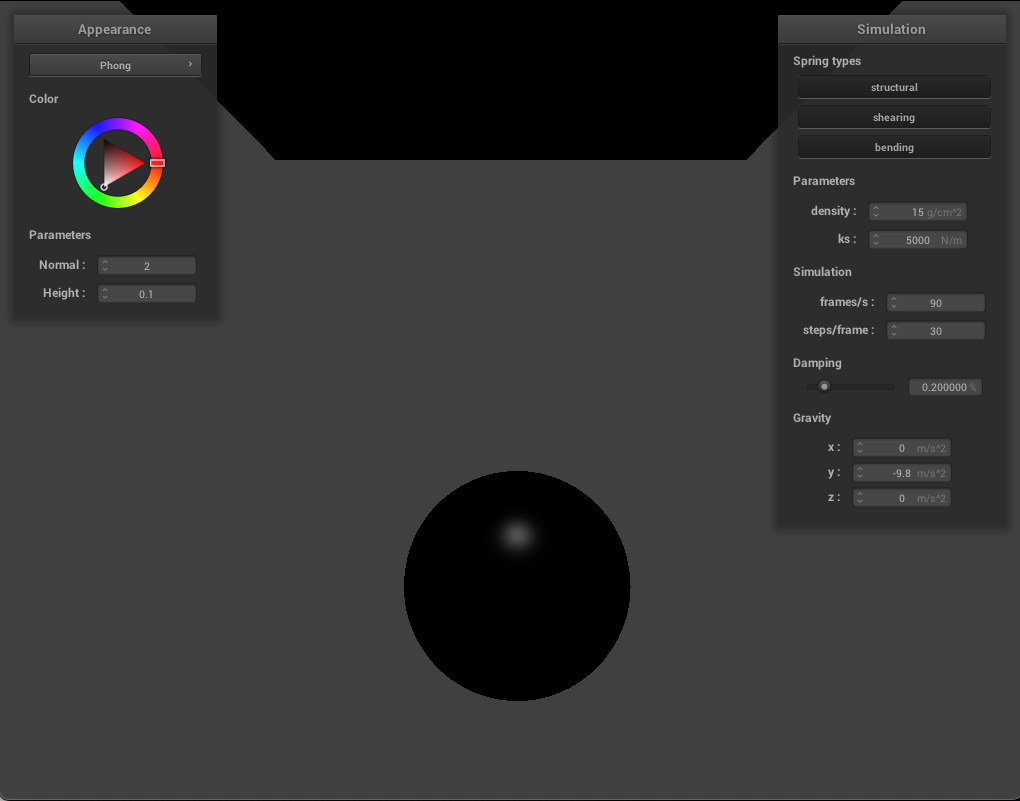 Appearance
Phong
Color
Parameters
Normal : 2
Height : 0.1
Simulation
Spring types
structural
shearing
bending
Parameters
density : 15 g/cm^2
ks : 5000 N/m
Simulation
frames/s : 90
steps/frame : 30
Damping
0.200000 %
Gravity
x : 0 m/s^2
y : -9.8 m/s^2
z : 0 m/s^2